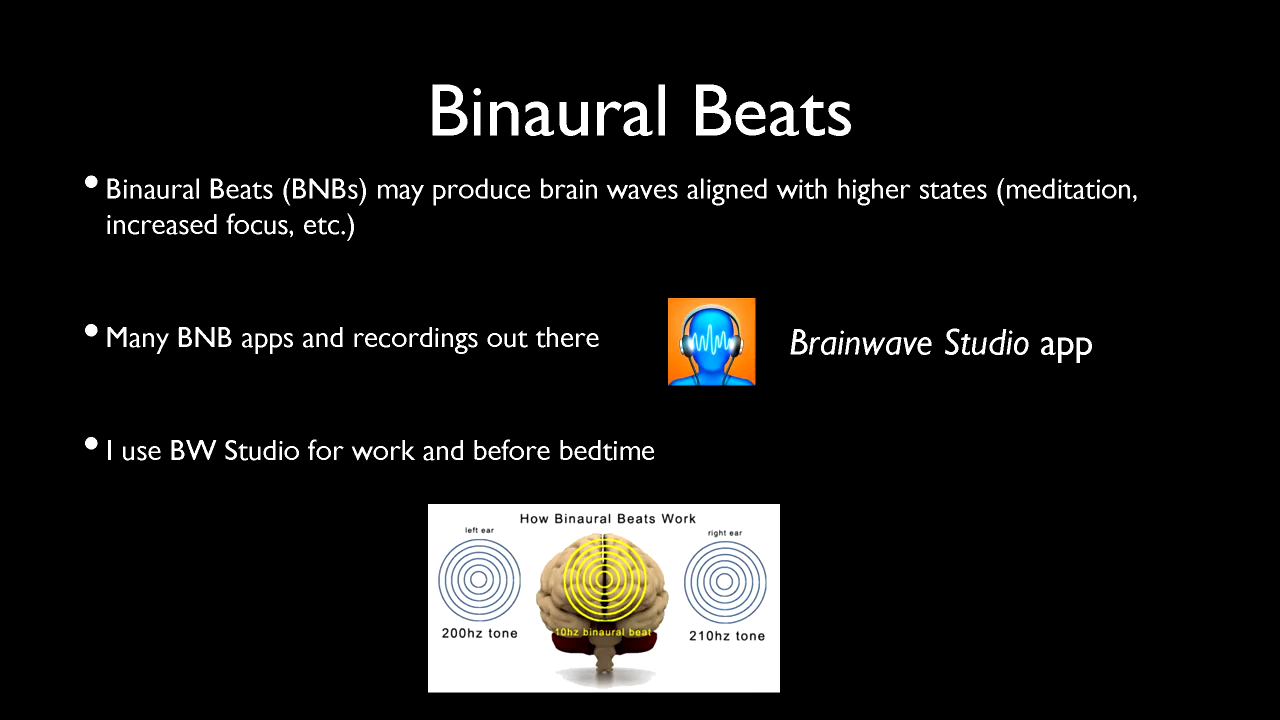 Binaural Beats
• Binaural Beats (BNBs) may produce brain waves aligned with higher states (meditation,
increased focus, etc.)
• Many BNB apps and recordings out there
Brainwave Studio app
• I use BW Studio for work and before bedtime
How Binaural Beats Work
left ear
right ear
200hz tone
10hz binaural beat
210hz tone